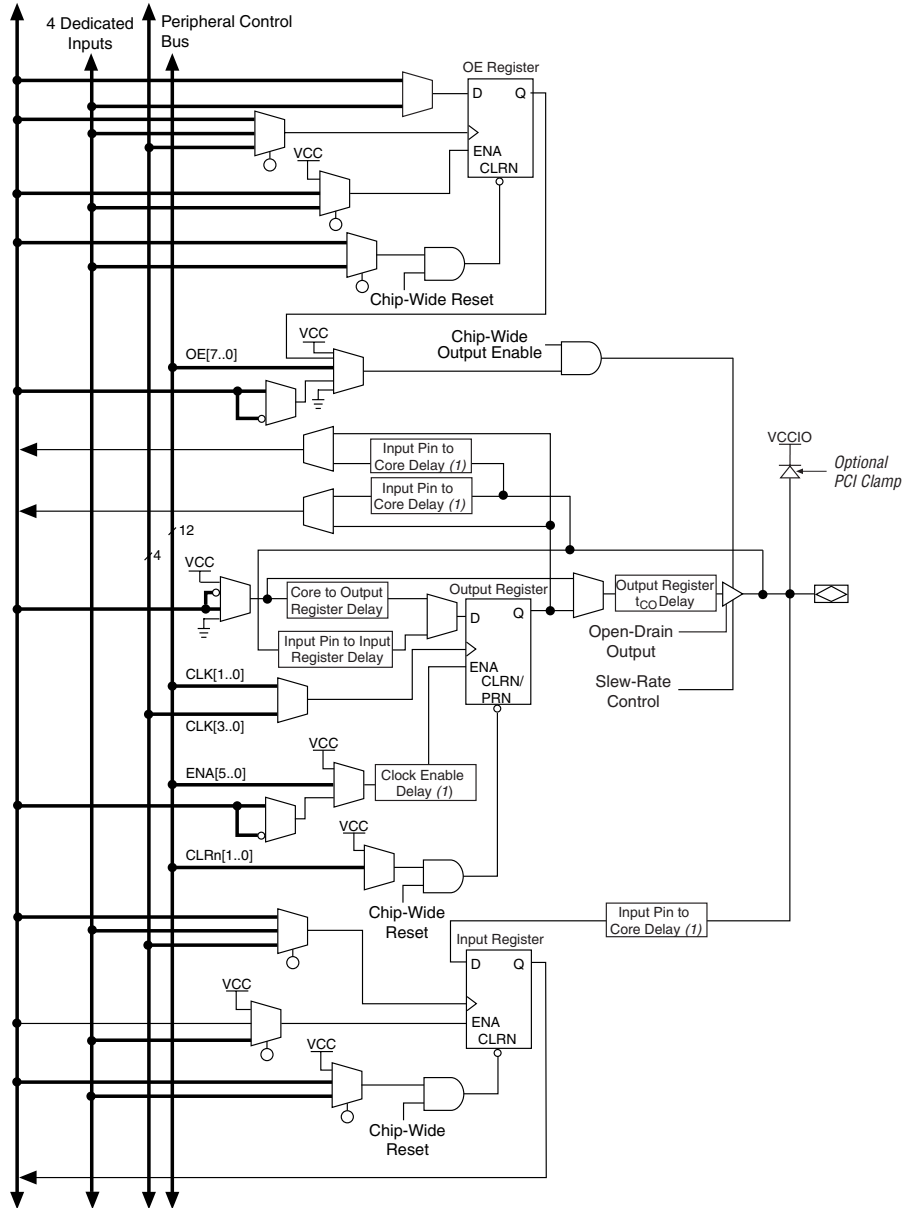 4 Dedicated
Inputs
Peripheral Control
Bus
OE Register
D Q
ENA
CLRN
VCC
Chip-Wide Reset
VCC
OE[7..0]
Chip-Wide
Output Enable
Input Pin to
Core Delay (1)
Input Pin to
Core Delay (1)
VCCIO
Optional
PCI Clamp
12
4
VCC
Core to Output
Register Delay
Input Pin to Input
Register Delay
Output Register
D Q
ENA
CLRN/
PRN
Output Register
tCO Delay
Open-Drain
Output
Slew-Rate
Control
CLK[1..0]
CLK[3..0]
VCC
ENA[5..0]
Clock Enable
Delay (1)
VCC
CLRn[1..0]
Chip-Wide
Reset
Input Pin to
Core Delay (1)
Input Register
D Q
ENA
CLRN
VCC
VCC
Chip-Wide
Reset